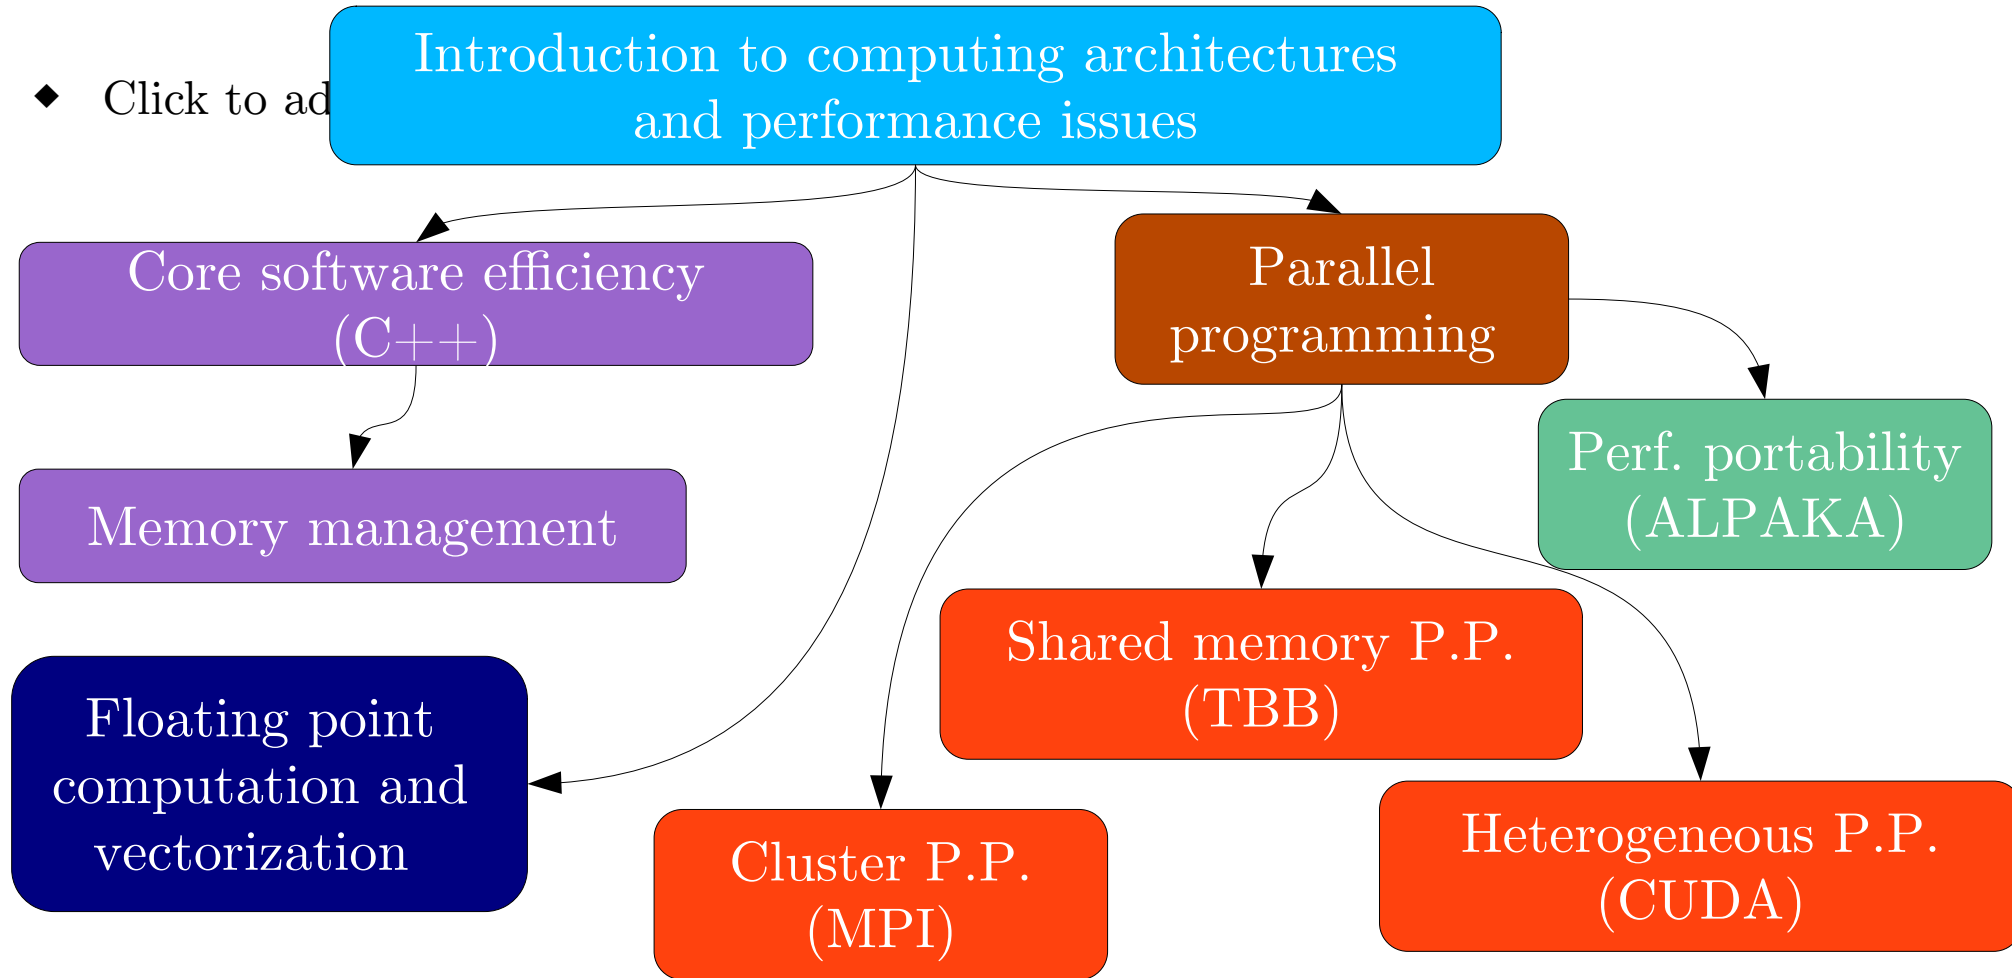 Introduction to computing architectures
and performance issues
Click to ad
Core software efficiency
(C++)
Parallel
programming
Perf. portability
(ALPAKA)
Memory management
Shared memory P.P.
(TBB)
Floating point
computation and
vectorization
Cluster P.P.
(MPI)
Heterogeneous P.P.
(CUDA)